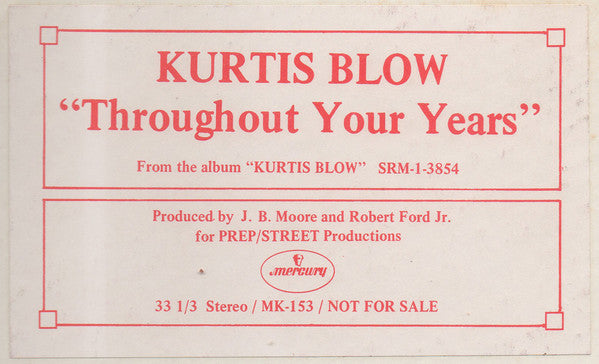 KURTIS BLOW
“Throughout Your Years”
From the album “KURTIS BLOW” SRM-1-3854
Produced by J. B. Moore and Robert Ford Jr.
for PREP/STREET Productions
mercury
33 1/3 Stereo / MK-153 / NOT FOR SALE